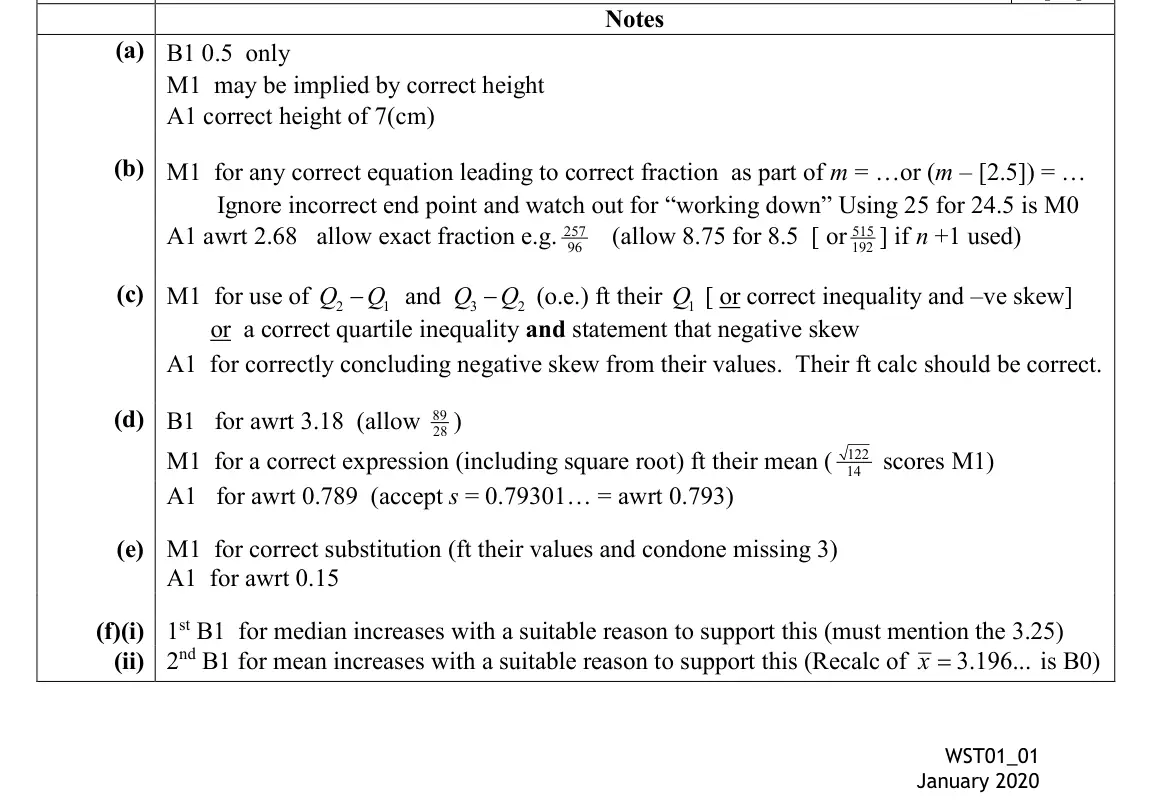 Notes
(a) B1 0.5 only
M1 may be implied by correct height
A1 correct height of 7(cm)
(b) M1 for any correct equation leading to correct fraction as part of m = …or (m – [2.5]) = …
Ignore incorrect end point and watch out for “working down” Using 25 for 24.5 is M0
A1 awrt 2.68 allow exact fraction e.g. 257/96 (allow 8.75 for 8.5 [ or 515/192 ] if n +1 used)
(c) M1 for use of Q₂ − Q₁ and Q₃ − Q₂ (o.e.) ft their Q₁ [ or correct inequality and –ve skew]
or a correct quartile inequality and statement that negative skew
A1 for correctly concluding negative skew from their values. Their ft calc should be correct.
(d) B1 for awrt 3.18 (allow 89/28 )
M1 for a correct expression (including square root) ft their mean ( √122/14 scores M1)
A1 for awrt 0.789 (accept s = 0.79301… = awrt 0.793)
(e) M1 for correct substitution (ft their values and condone missing 3)
A1 for awrt 0.15
(f)(i) 1st B1 for median increases with a suitable reason to support this (must mention the 3.25)
(ii) 2nd B1 for mean increases with a suitable reason to support this (Recalc of x̅ = 3.196... is B0)
WST01_01
January 2020